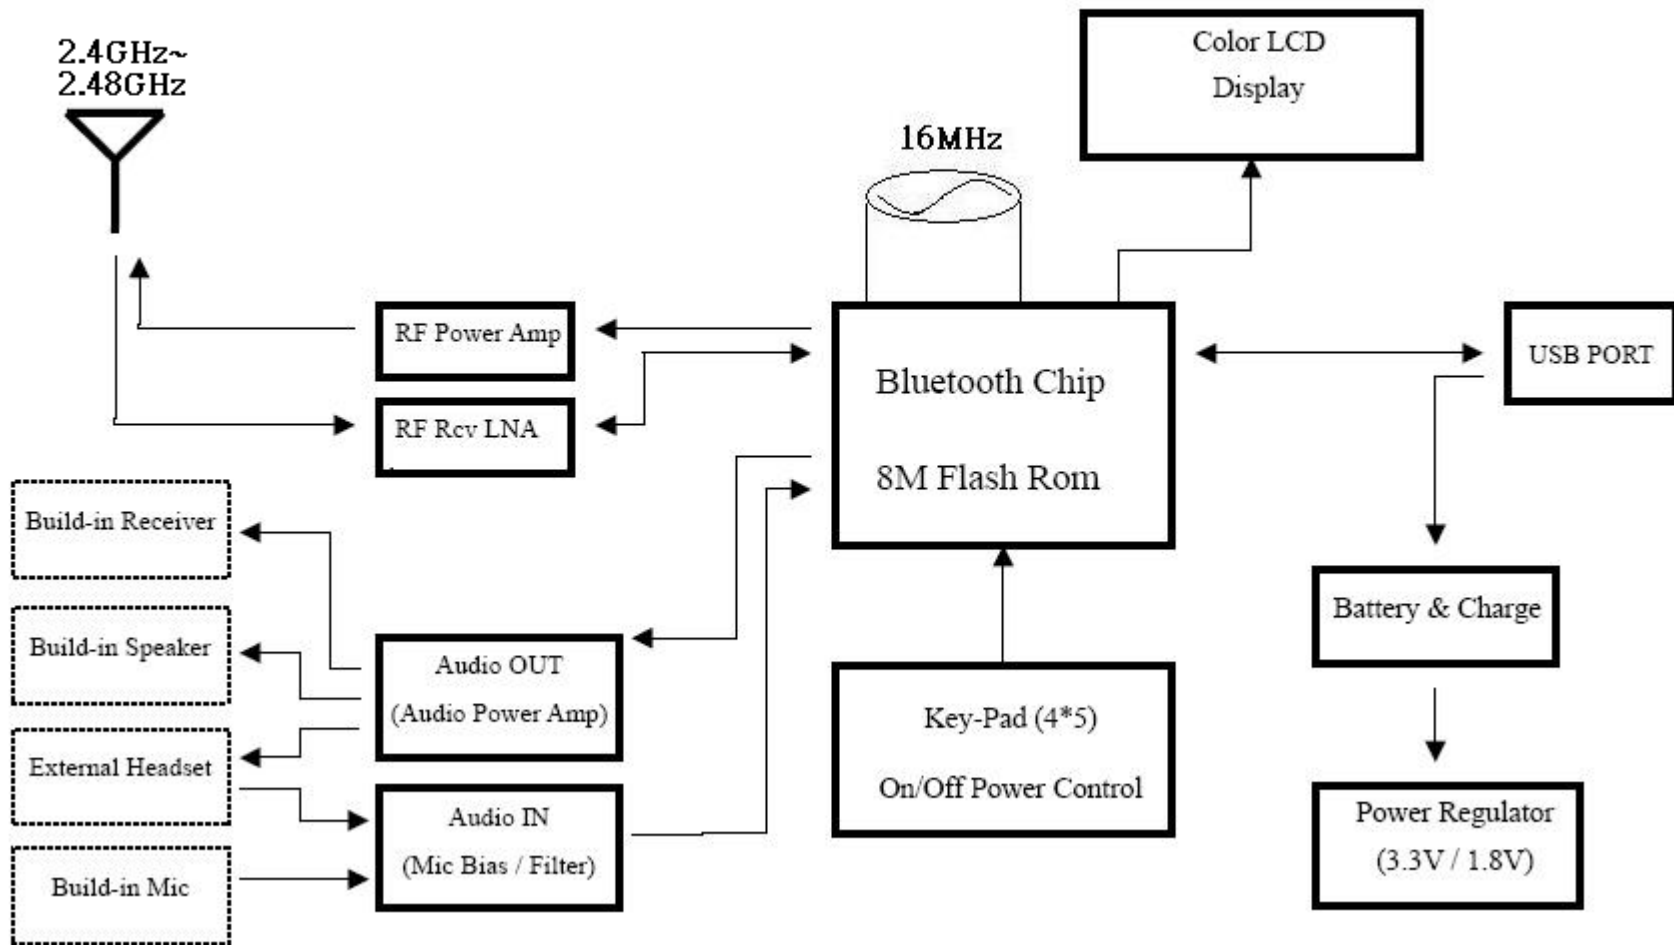 2.4GHz~
2.48GHz
Color LCD
Display
16MHz
RF Power Amp
RF Rcv LNA
Bluetooth Chip
8M Flash Rom
USB PORT
Build-in Receiver
Build-in Speaker
External Headset
Build-in Mic
Audio OUT
(Audio Power Amp)
Audio IN
(Mic Bias / Filter)
Key-Pad (4*5)
On/Off Power Control
Battery & Charge
Power Regulator
(3.3V / 1.8V)